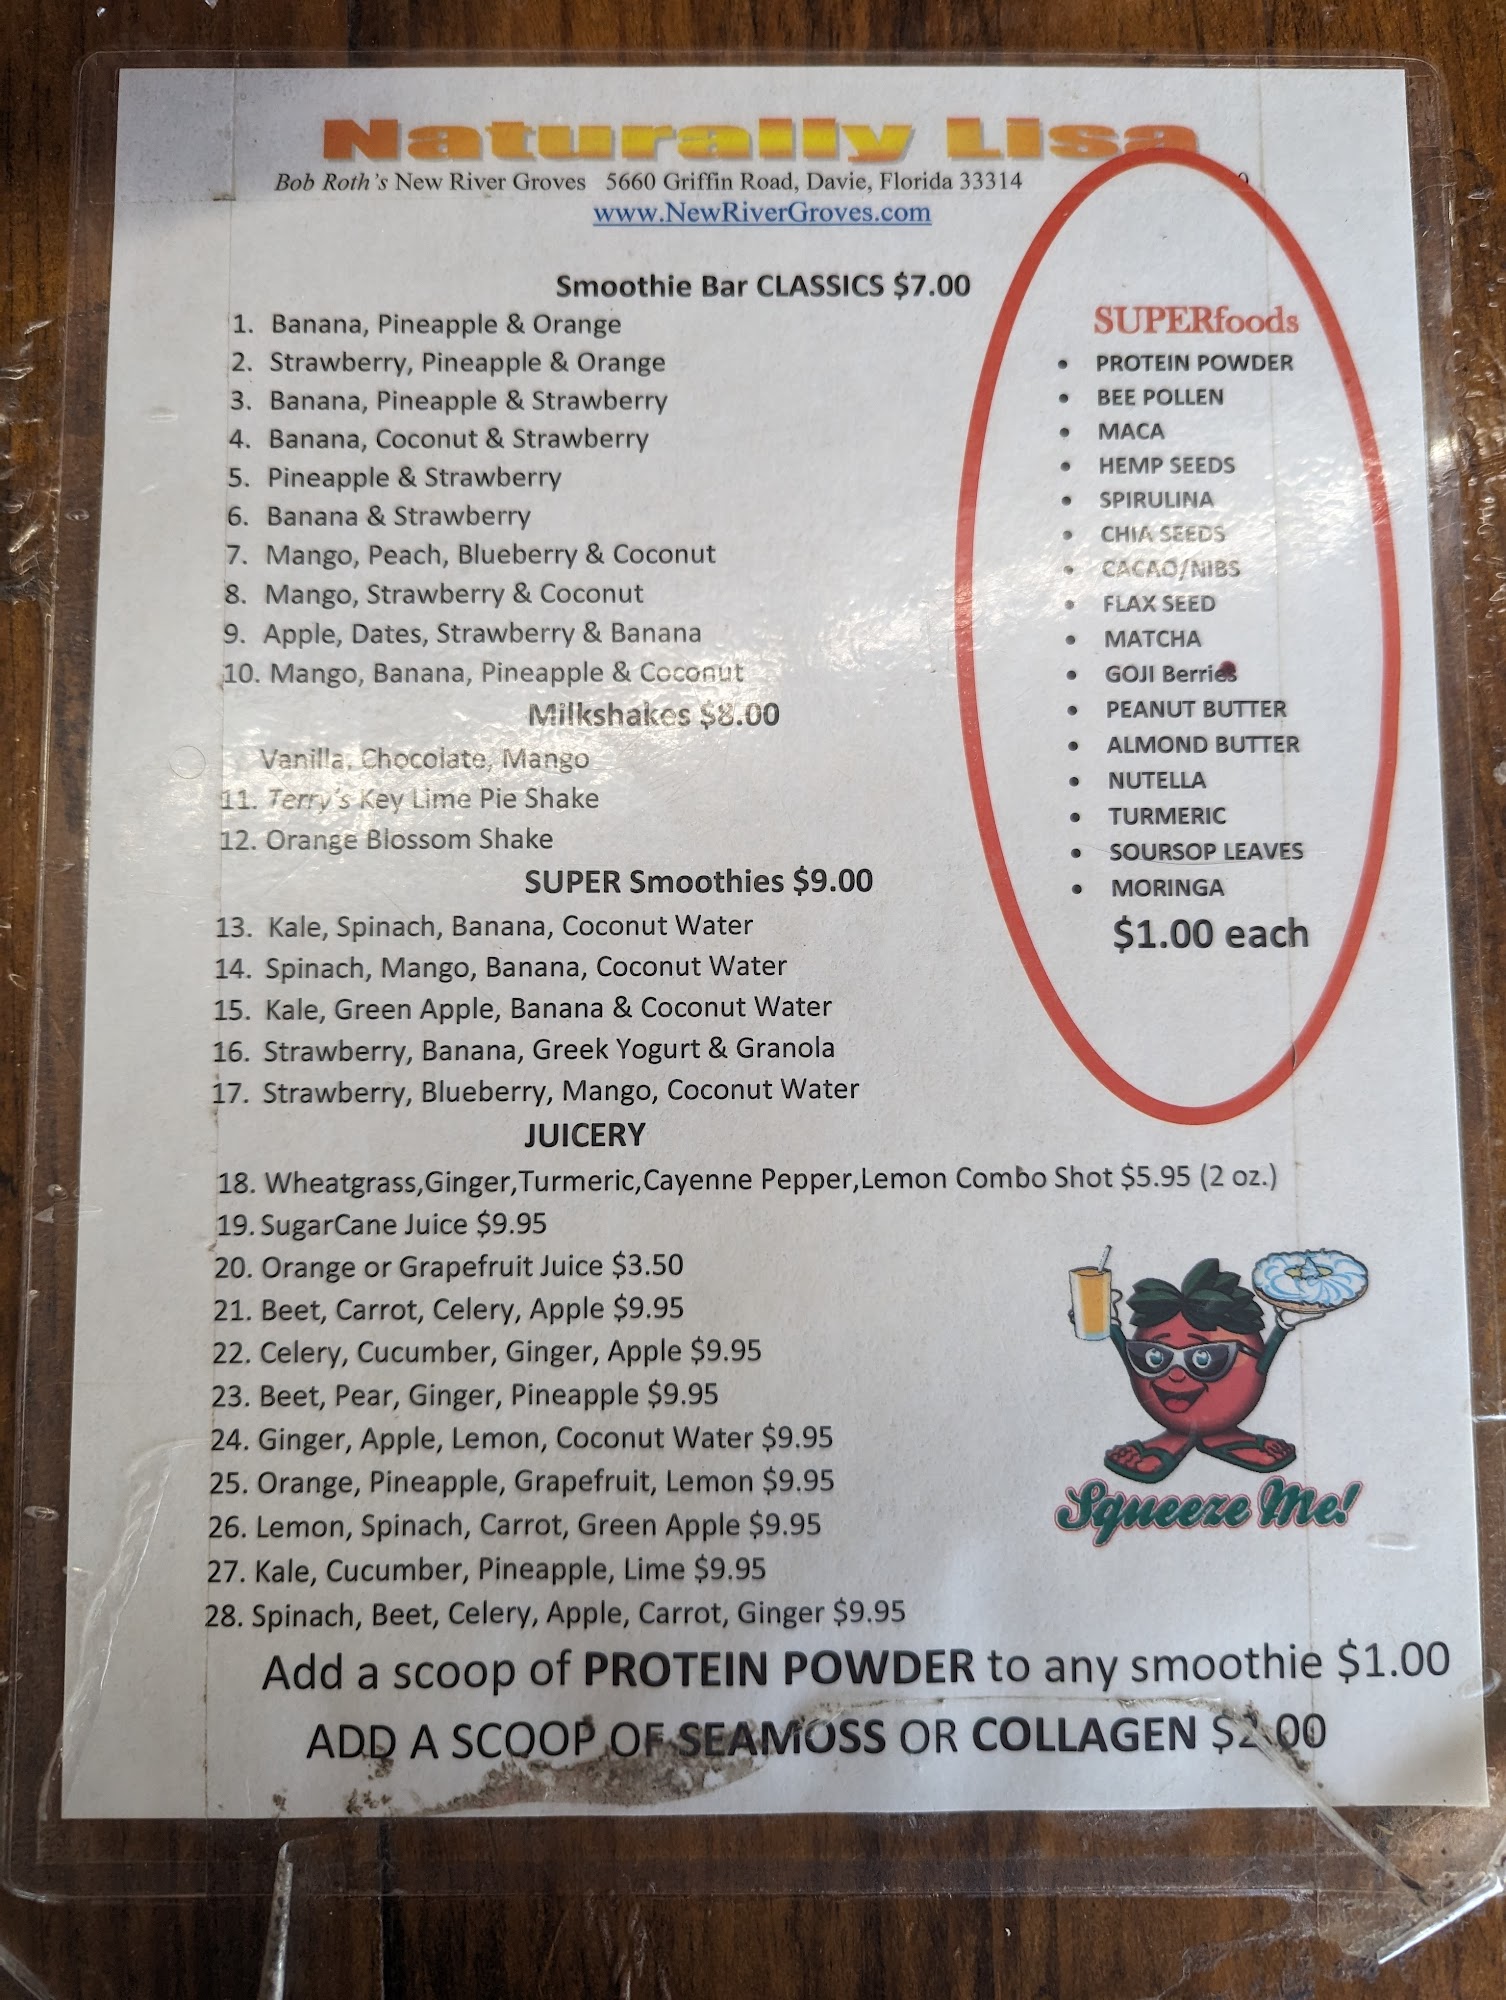 Naturally Lisa
Bob Roth's New River Groves 5660 Griffin Road, Davie, Florida 33314
www.NewRiverGroves.com
Smoothie Bar CLASSICS $7.00
1. Banana, Pineapple & Orange
2. Strawberry, Pineapple & Orange
3. Banana, Pineapple & Strawberry
4. Banana, Coconut & Strawberry
5. Pineapple & Strawberry
6. Banana & Strawberry
7. Mango, Peach, Blueberry & Coconut
8. Mango, Strawberry & Coconut
9. Apple, Dates, Strawberry & Banana
10. Mango, Banana, Pineapple & Coconut
Milkshakes $8.00
Vanilla, Chocolate, Mango
11. Terry's Key Lime Pie Shake
12. Orange Blossom Shake
SUPER Smoothies $9.00
13. Kale, Spinach, Banana, Coconut Water
14. Spinach, Mango, Banana, Coconut Water
15. Kale, Green Apple, Banana & Coconut Water
16. Strawberry, Banana, Greek Yogurt & Granola
17. Strawberry, Blueberry, Mango, Coconut Water
SUPERfoods
• PROTEIN POWDER
• BEE POLLEN
• MACA
• HEMP SEEDS
• SPIRULINA
• CHIA SEEDS
• CACAO/NIBS
• FLAX SEED
• MATCHA
• GOJI Berries
• PEANUT BUTTER
• ALMOND BUTTER
• NUTELLA
• TURMERIC
• SOURSOP LEAVES
• MORINGA
$1.00 each
JUICERY
18. Wheatgrass,Ginger,Turmeric,Cayenne Pepper,Lemon Combo Shot $5.95 (2 oz.)
19. SugarCane Juice $9.95
20. Orange or Grapefruit Juice $3.50
21. Beet, Carrot, Celery, Apple $9.95
22. Celery, Cucumber, Ginger, Apple $9.95
23. Beet, Pear, Ginger, Pineapple $9.95
24. Ginger, Apple, Lemon, Coconut Water $9.95
25. Orange, Pineapple, Grapefruit, Lemon $9.95
26. Lemon, Spinach, Carrot, Green Apple $9.95
27. Kale, Cucumber, Pineapple, Lime $9.95
28. Spinach, Beet, Celery, Apple, Carrot, Ginger $9.95
Squeeze Me!
Add a scoop of PROTEIN POWDER to any smoothie $1.00
ADD A SCOOP OF SEAMOSS OR COLLAGEN $2.00